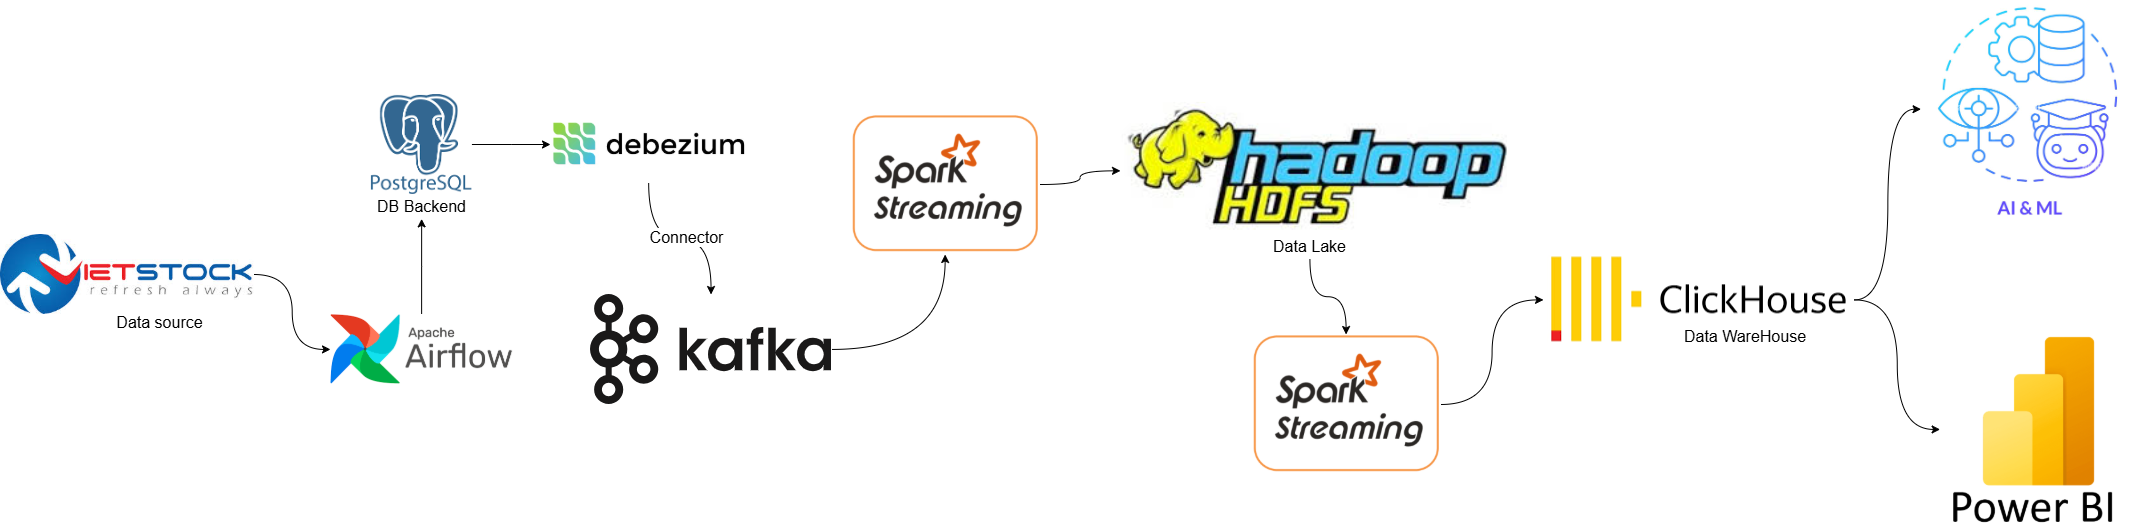 VIETSTOCK
refresh always
Data source
Apache
Airflow
PostgreSQL
DB Backend
debezium
Connector
kafka
Spark
Streaming
hadoop
HDFS
Data Lake
Spark
Streaming
ClickHouse
Data WareHouse
AI & ML
Power BI